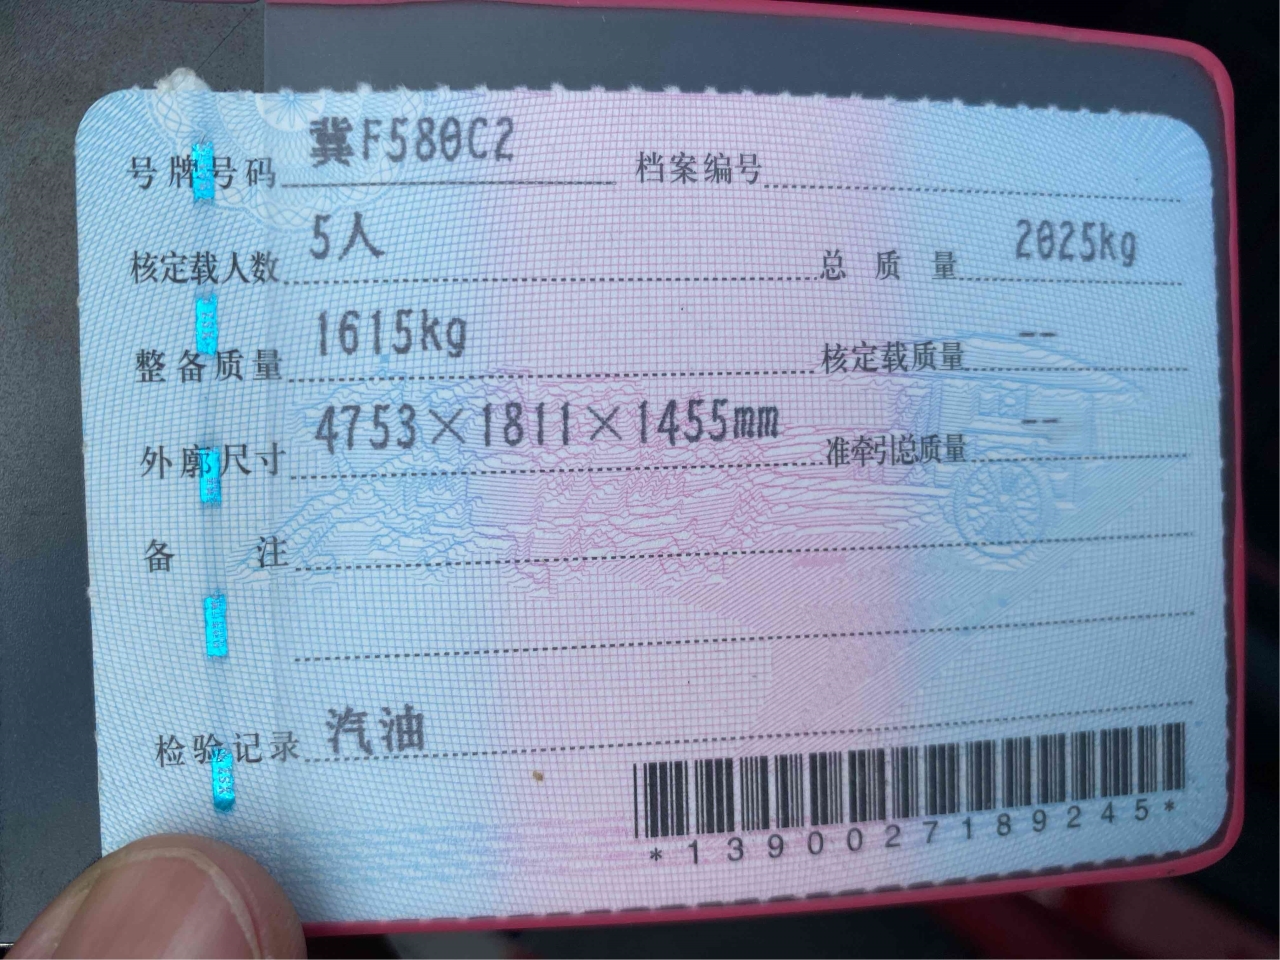 号牌号码 冀F580C2 档案编号
核定载人数 5人 总质量 2025kg
整备质量 1615kg 核定载质量 --
外廓尺寸 4753×1811×1455mm 准牵引总质量 --
备注
检验记录 汽油
*1390027189245*